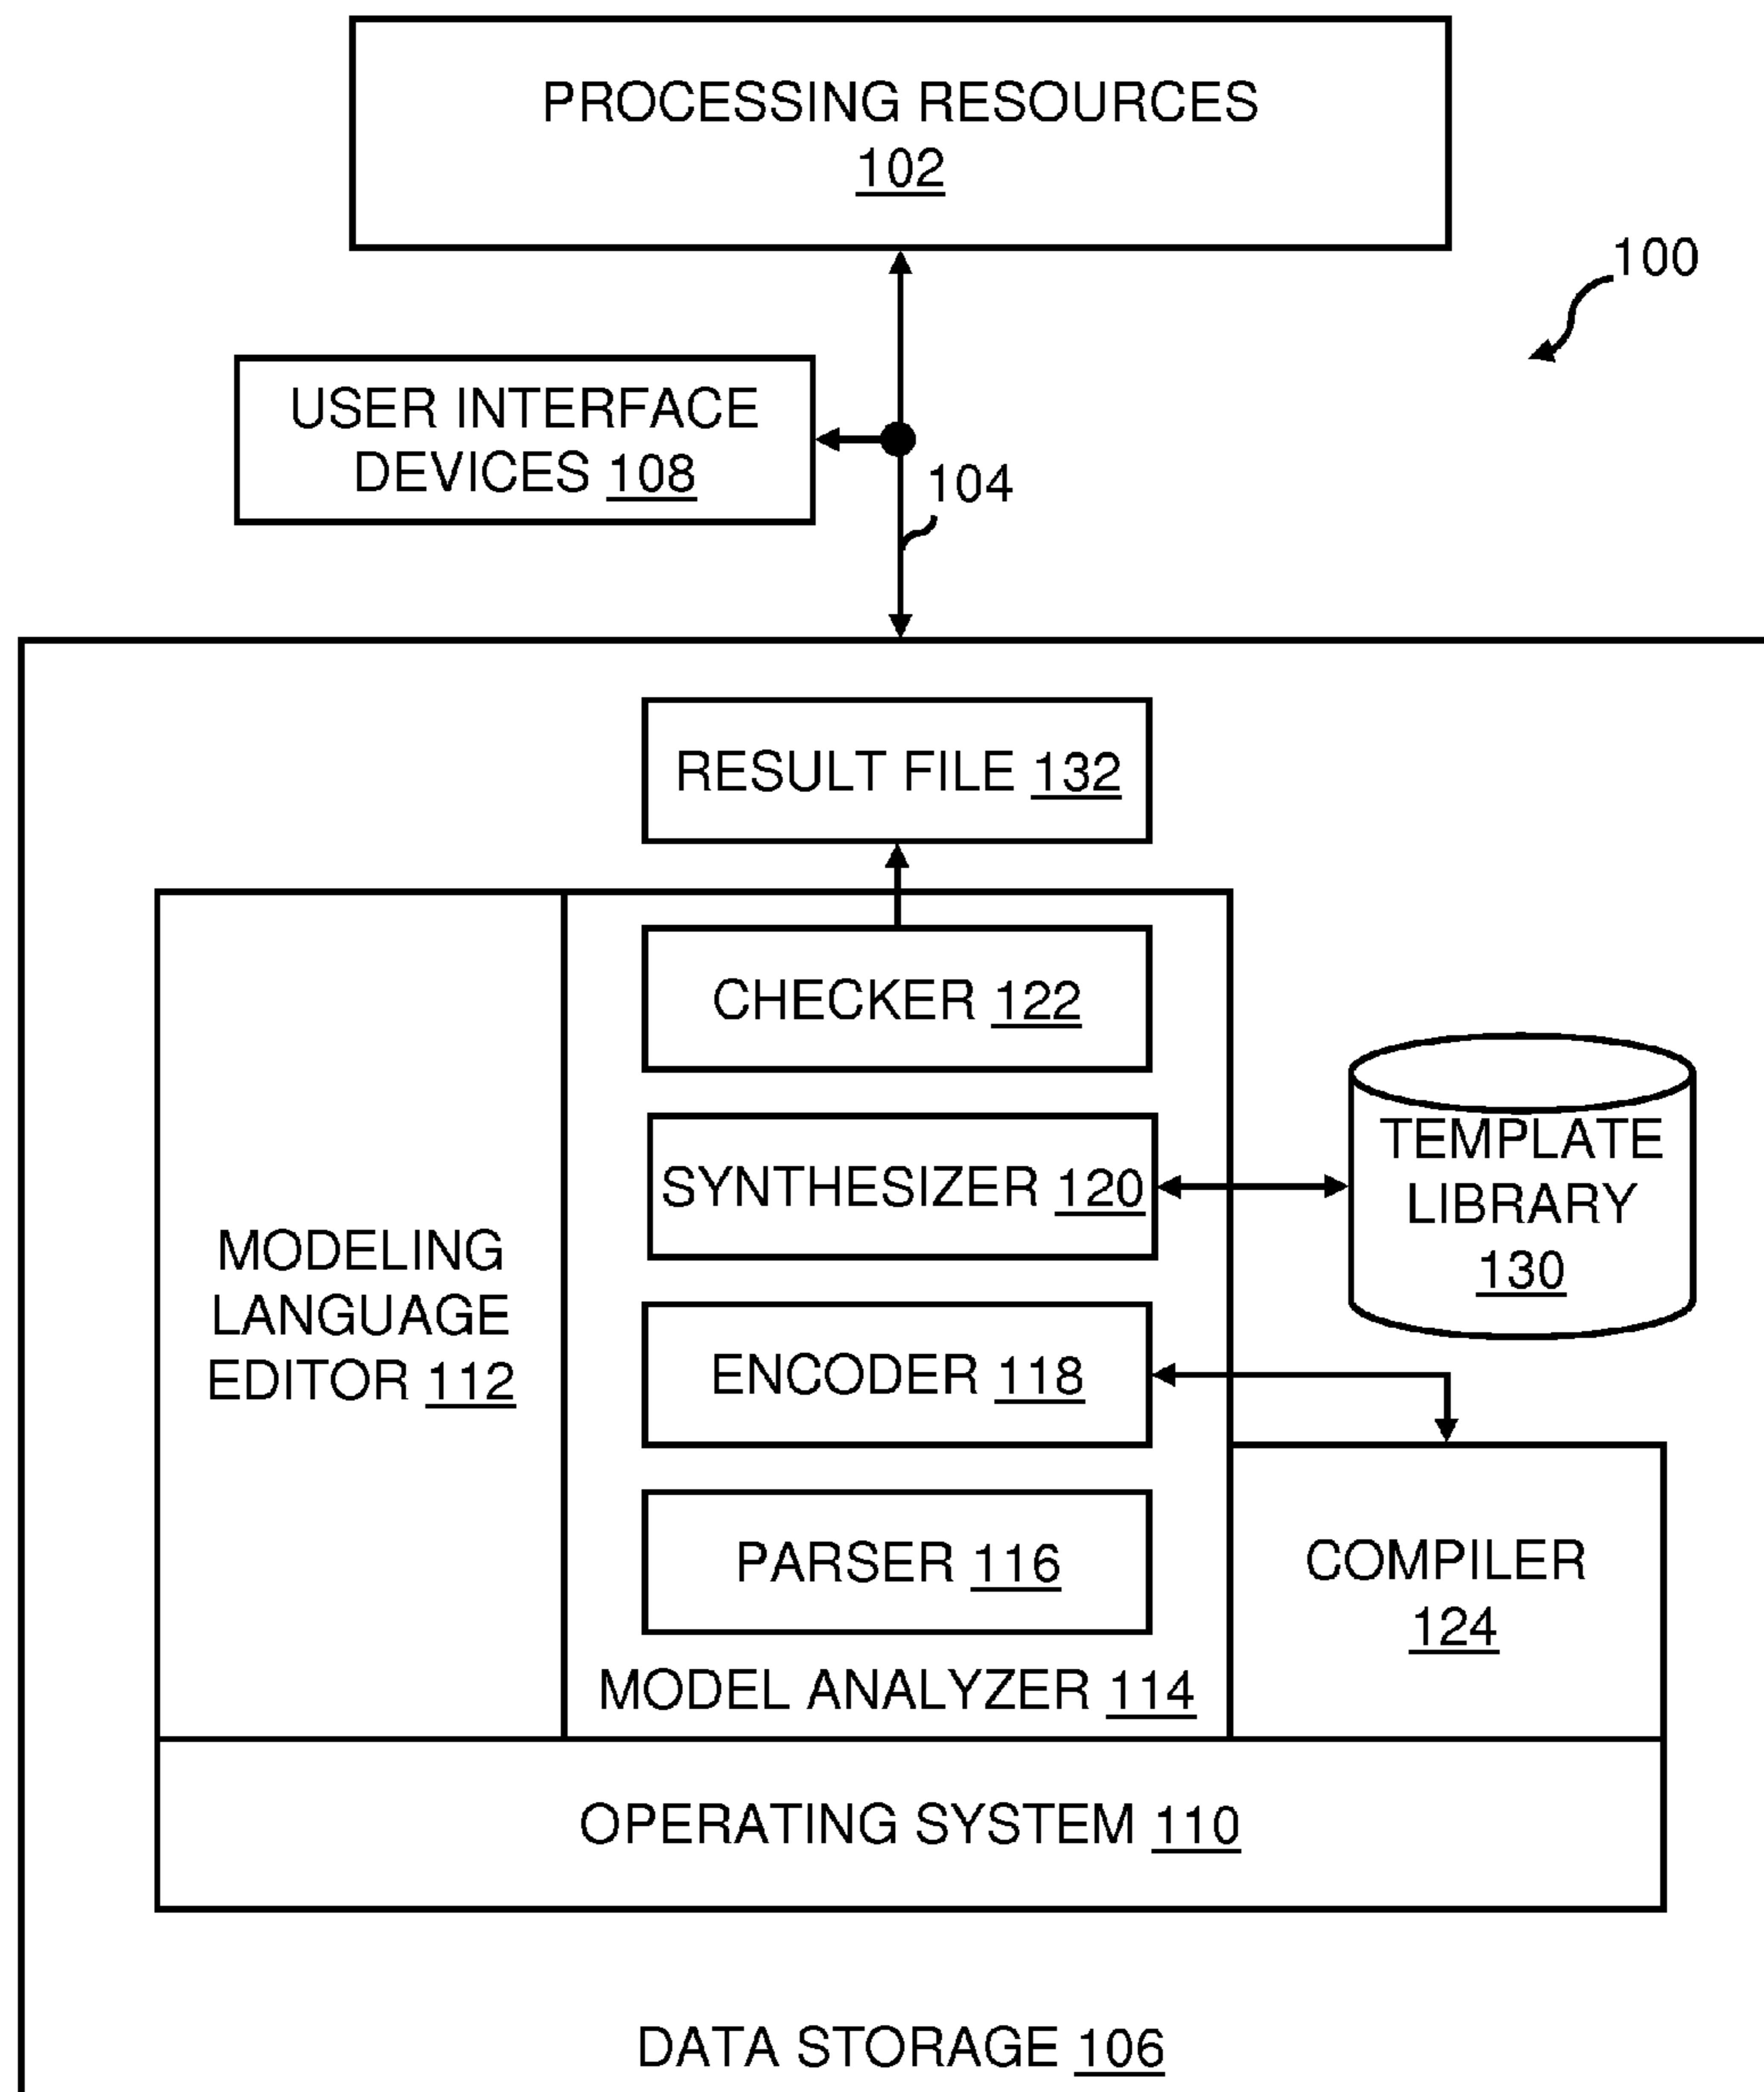 PROCESSING RESOURCES
102
100
USER INTERFACE
DEVICES 108
104
RESULT FILE 132
CHECKER 122
SYNTHESIZER 120
TEMPLATE
LIBRARY
130
MODELING
LANGUAGE
EDITOR 112
ENCODER 118
PARSER 116
COMPILER
124
MODEL ANALYZER 114
OPERATING SYSTEM 110
DATA STORAGE 106